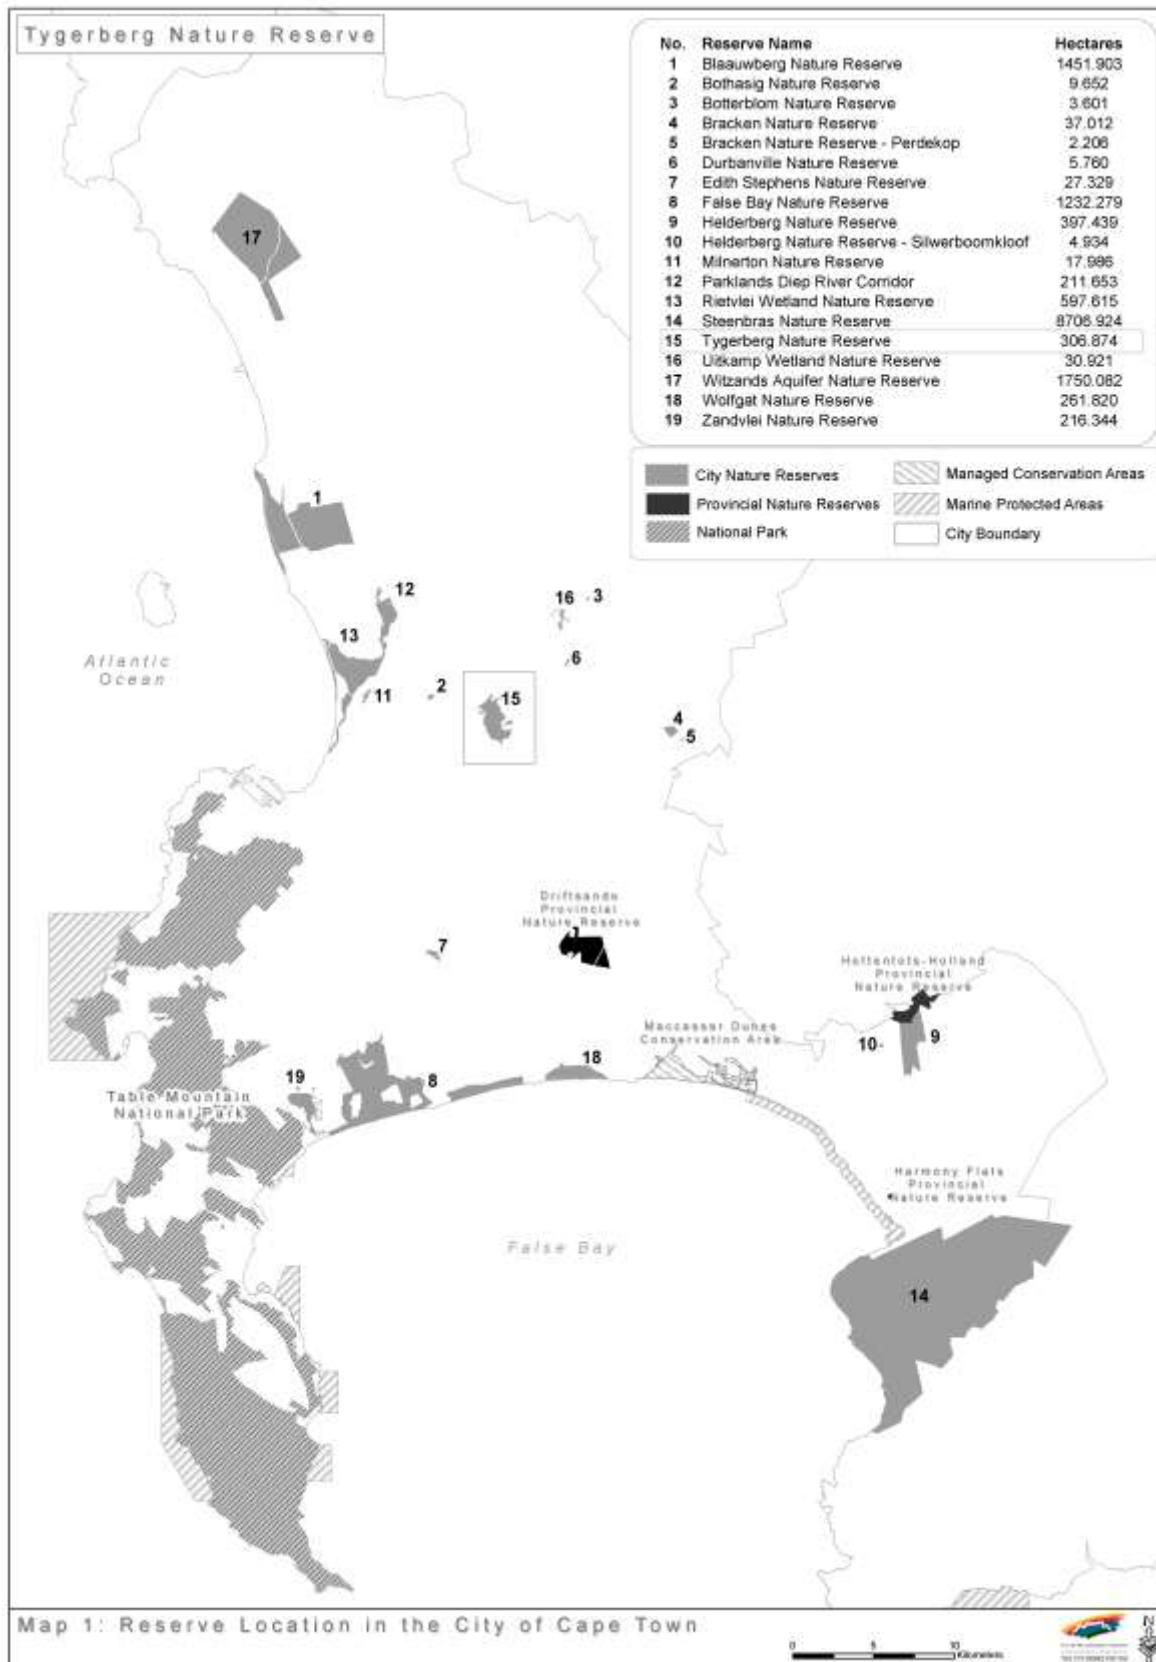 Tygerberg Nature Reserve
No. Reserve Name Hectares
1 Blaauwberg Nature Reserve 1451.903
2 Bothasig Nature Reserve 9.652
3 Botterblom Nature Reserve 3.601
4 Bracken Nature Reserve 37.012
5 Bracken Nature Reserve - Perdekop 2.206
6 Durbanville Nature Reserve 5.760
7 Edith Stephens Nature Reserve 27.329
8 False Bay Nature Reserve 1232.279
9 Helderberg Nature Reserve 397.439
10 Helderberg Nature Reserve - Silwerboomkloof 4.934
11 Milnerton Nature Reserve 17.986
12 Parklands Diep River Corridor 211.653
13 Rietvlei Wetland Nature Reserve 597.615
14 Steenbras Nature Reserve 8706.924
15 Tygerberg Nature Reserve 306.874
16 Uitkamp Wetland Nature Reserve 30.921
17 Witzands Aquifer Nature Reserve 1750.082
18 Wolfgat Nature Reserve 261.820
19 Zandvlei Nature Reserve 216.344
City Nature Reserves
Provincial Nature Reserves
National Park
Managed Conservation Areas
Marine Protected Areas
City Boundary
17
1
12
16
3
13
6
Atlantic
Ocean
11
2
15
4
5
Driftsands
Provincial
Nature Reserve
7
Hottentots-Holland
Provincial
Nature Reserve
Maccassar Dunes
Conservation Area
10
9
18
19
8
Table Mountain
National Park
Harmony Flats
Provincial
Nature Reserve
False Bay
14
Map 1: Reserve Location in the City of Cape Town
0 5 10
Kilometers
N